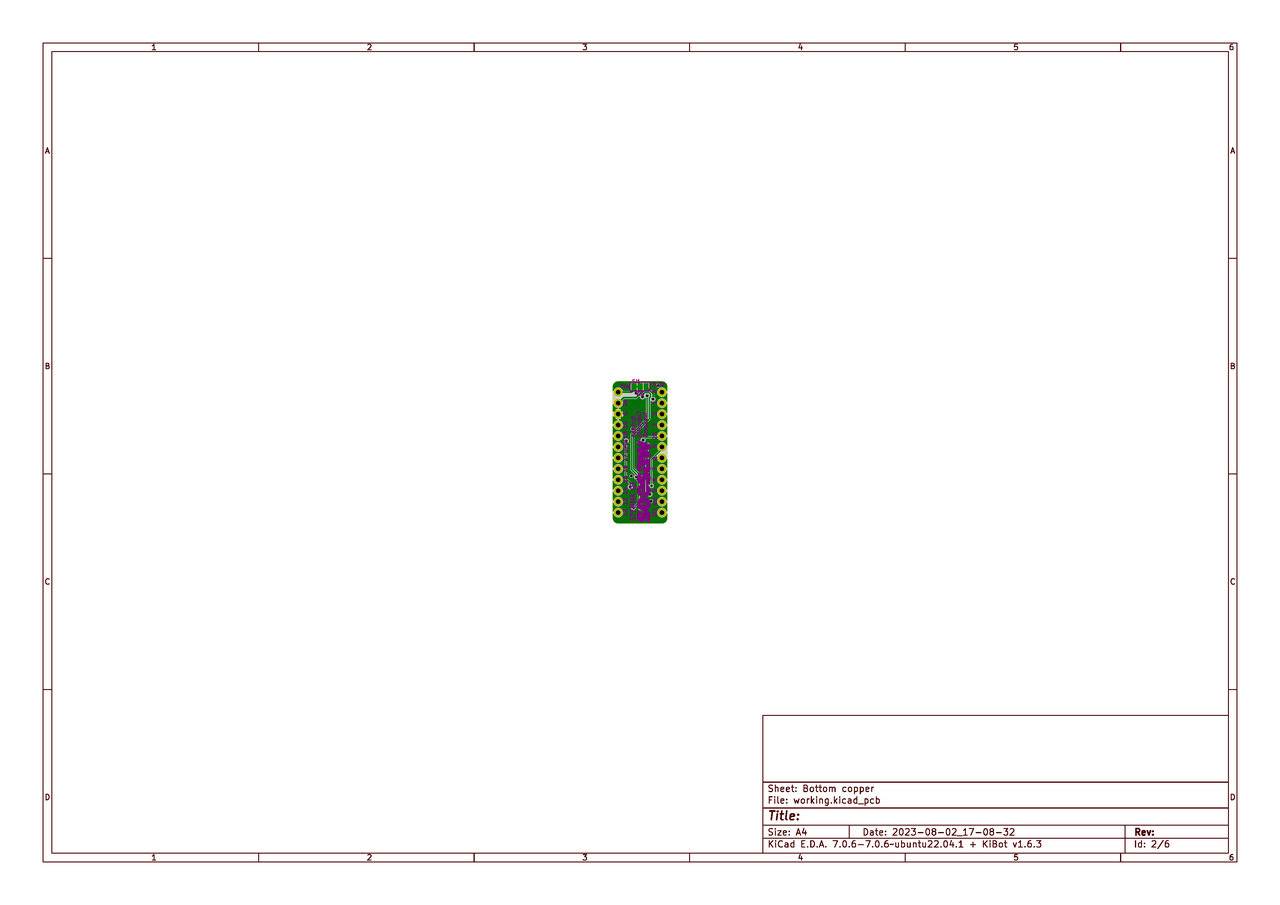 1 2 3 4 5 6
A A
B B
C C
D D
Sheet: Bottom copper
File: working.kicad_pcb
Title:
Size: A4 Date: 2023-08-02_17-08-32 Rev:
KiCad E.D.A. 7.0.6-7.0.6~ubuntu22.04.1 + KiBot v1.6.3 Id: 2/6
1 2 3 4 5 6